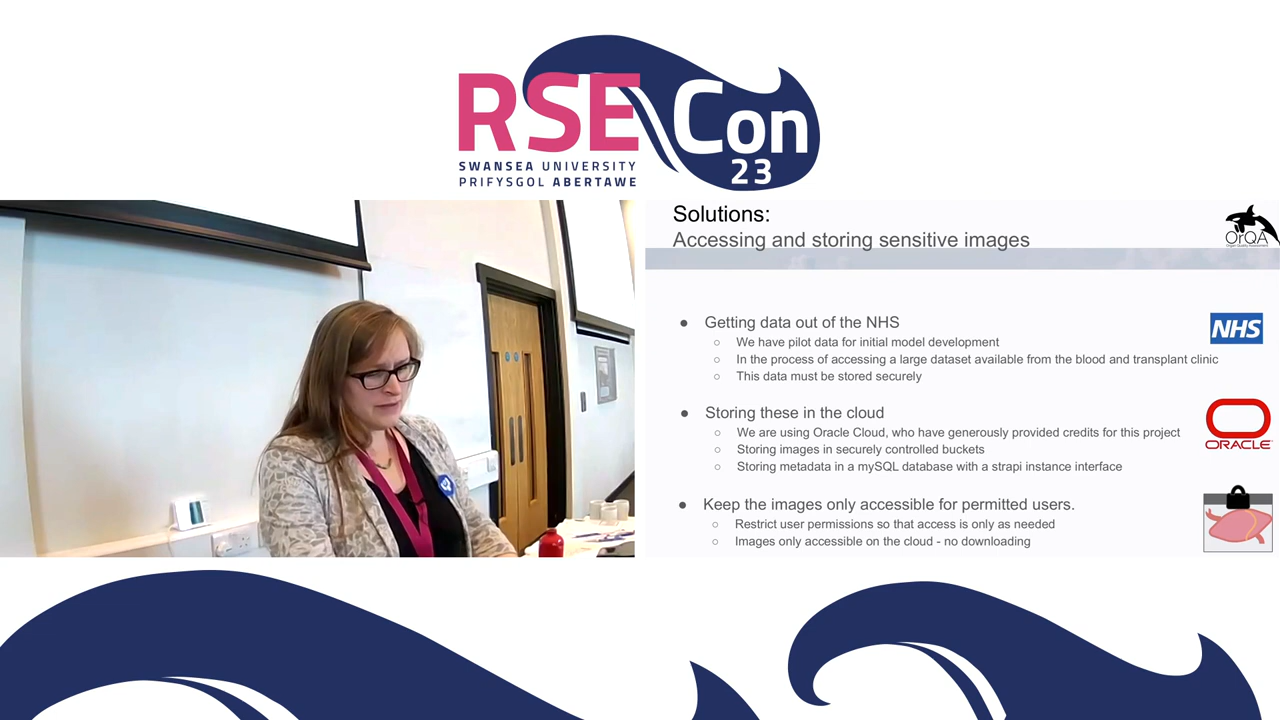 RSE Con
23
SWANSEA UNIVERSITY
PRIFYSGOL ABERTAWE
Solutions:
Accessing and storing sensitive images
OrQA
Organ Quality Assessment
● Getting data out of the NHS
○ We have pilot data for initial model development
○ In the process of accessing a large dataset available from the blood and transplant clinic
○ This data must be stored securely
NHS
● Storing these in the cloud
○ We are using Oracle Cloud, who have generously provided credits for this project
○ Storing images in securely controlled buckets
○ Storing metadata in a mySQL database with a strapi instance interface
ORACLE
● Keep the images only accessible for permitted users.
○ Restrict user permissions so that access is only as needed
○ Images only accessible on the cloud - no downloading